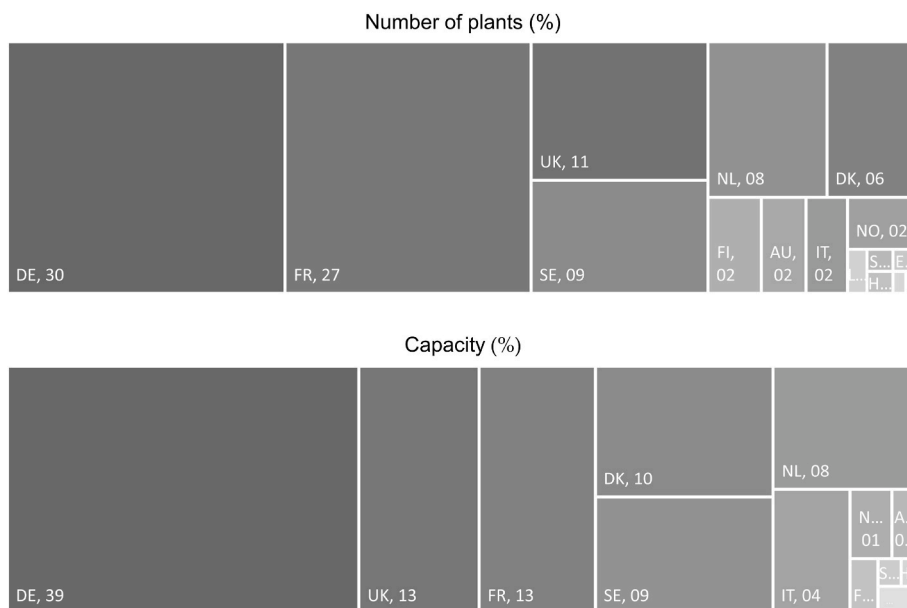 Number of plants (%)
DE, 30
FR, 27
UK, 11
SE, 09
NL, 08
DK, 06
FI,
02
AU,
02
IT,
02
NO, 02
L...
S...
H...
E.
Capacity (%)
DE, 39
UK, 13
FR, 13
DK, 10
SE, 09
NL, 08
IT, 04
N...
01
A.
0.
F...
S...